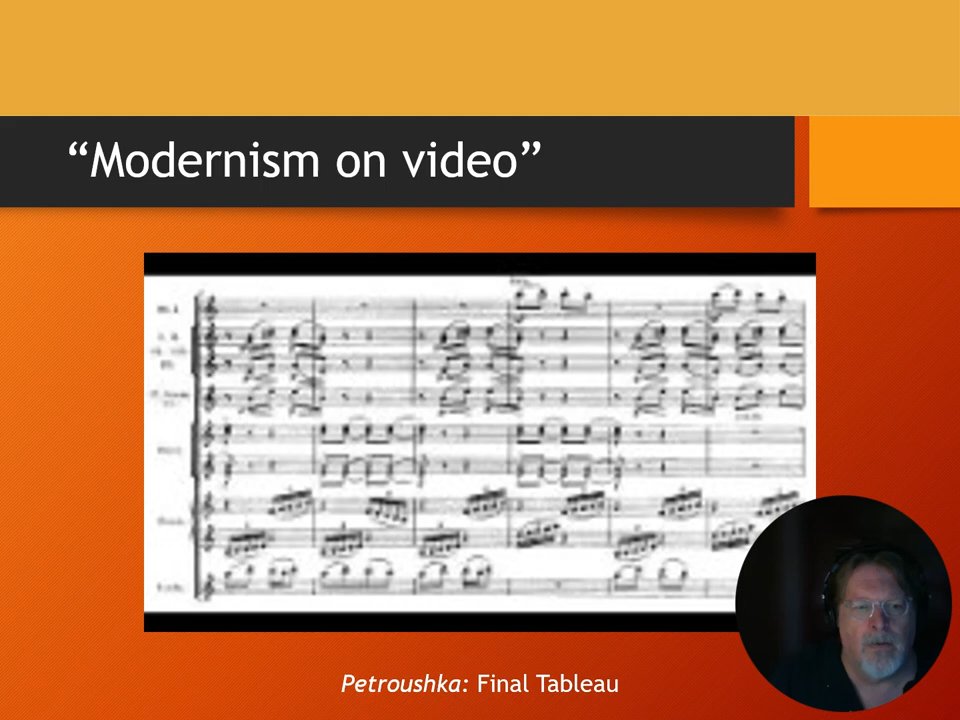 “Modernism on video”
Petroushka: Final Tableau